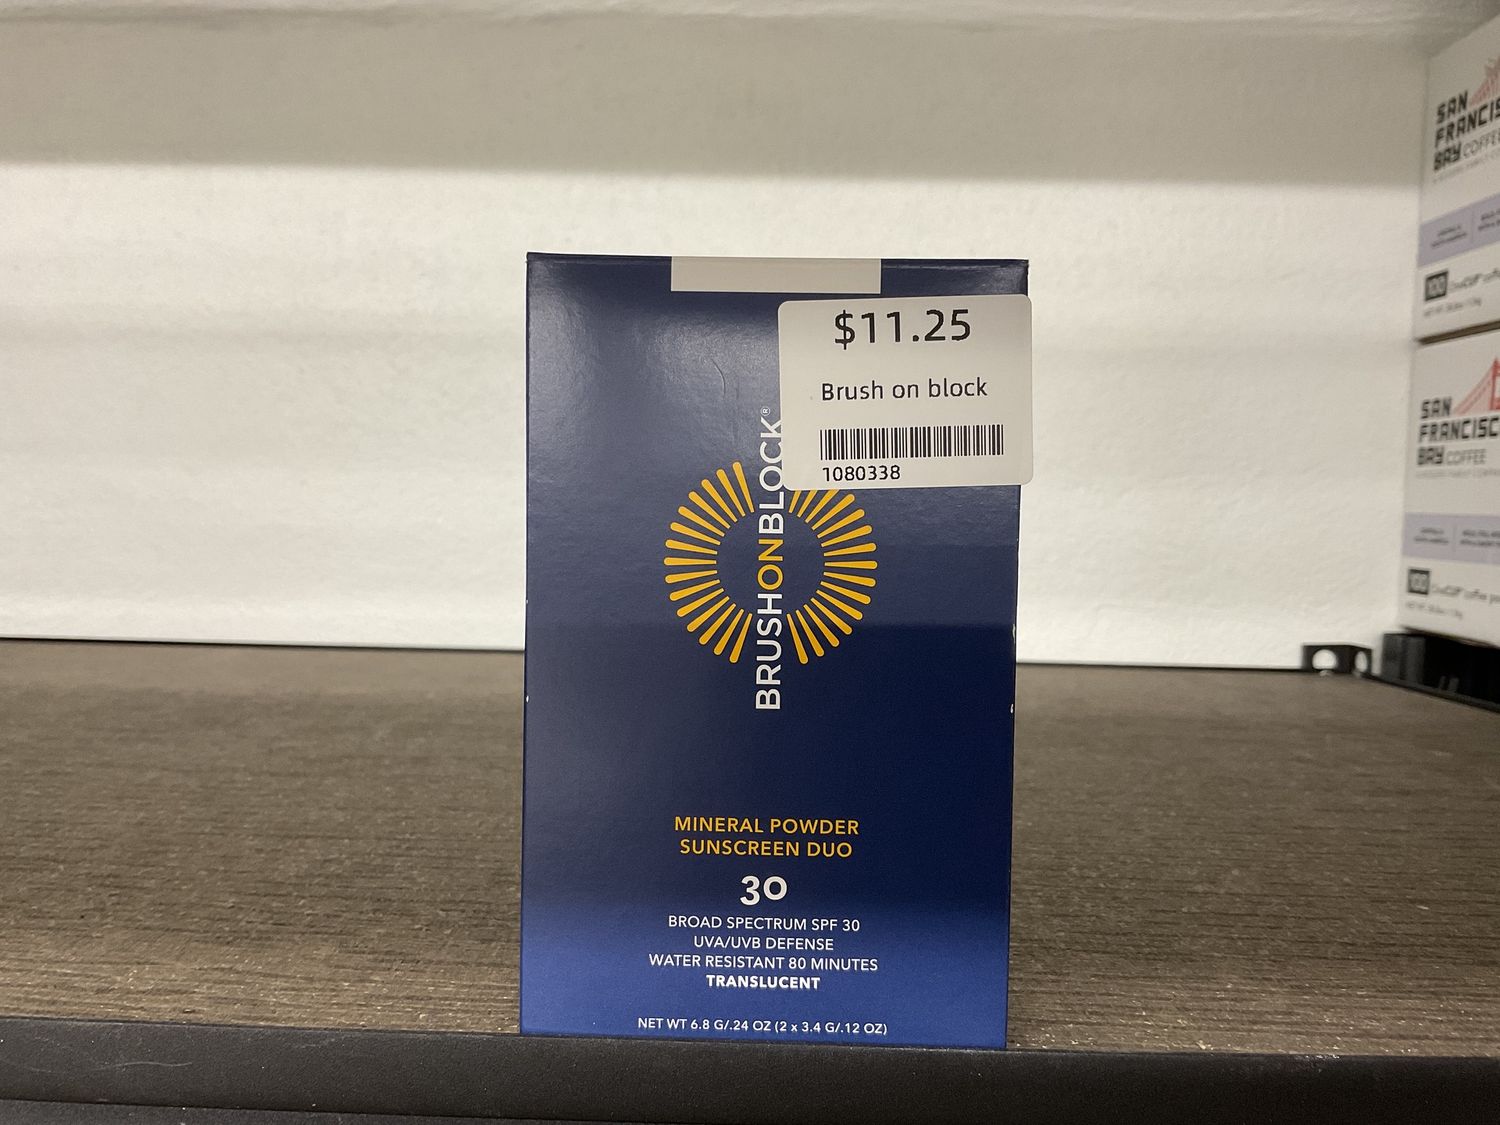 $11.25
Brush on block
1080338
BRUSHONBLOCK®
MINERAL POWDER
SUNSCREEN DUO
30
BROAD SPECTRUM SPF 30
UVA/UVB DEFENSE
WATER RESISTANT 80 MINUTES
TRANSLUCENT
NET WT 6.8 G/.24 OZ (2 x 3.4 G/.12 OZ)
SAN
BAY COFFEE
100
SAN
BAY COFFEE
100